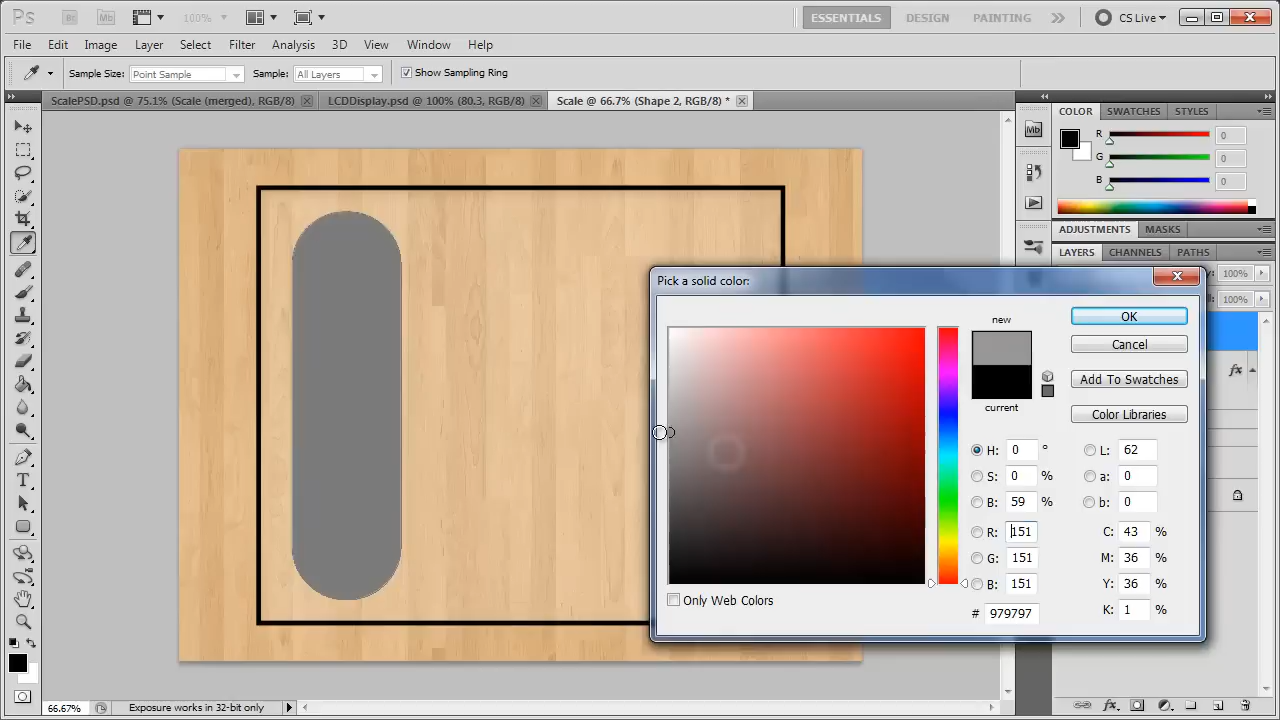 Ps Br Mb 100% ESSENTIALS DESIGN PAINTING CS Live
File Edit Image Layer Select Filter Analysis 3D View Window Help
Sample Size: Point Sample Sample: All Layers Show Sampling Ring
ScalePSD.psd @ 75.1% (Scale (merged), RGB/8) LCDDisplay.psd @ 100% (80.3, RGB/8) Scale @ 66.7% (Shape 2, RGB/8) *
COLOR SWATCHES STYLES
Mb
R 0
G 0
B 0
ADJUSTMENTS MASKS
LAYERS CHANNELS PATHS
100%
100%
fx
Pick a solid color:
new
current
OK
Cancel
Add To Swatches
Color Libraries
H: 0 °
S: 0 %
B: 59 %
R: 151
G: 151
B: 151
# 979797
L: 62
a: 0
b: 0
C: 43 %
M: 36 %
Y: 36 %
K: 1 %
Only Web Colors
T
66.67% Exposure works in 32-bit only
fx